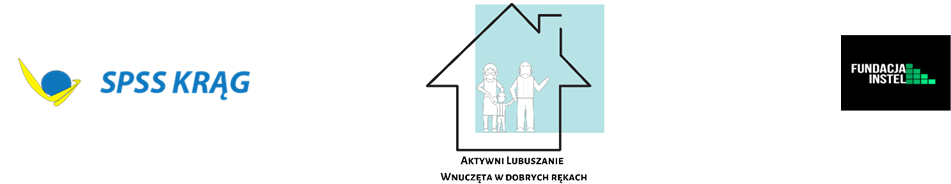 SPSS KRĄG
AKTYWNI LUBUSZANIE
WNUCZĘTA W DOBRYCH RĘKACH
FUNDACJA
INSTEL